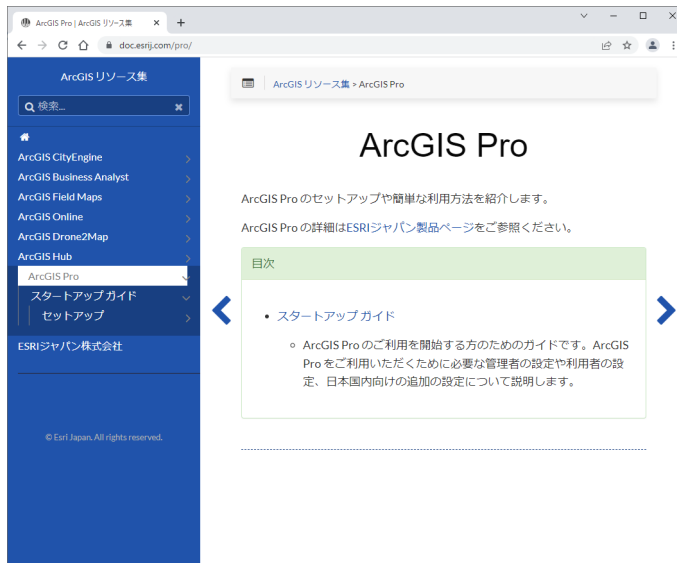 ArcGIS Pro | ArcGIS リソース集
doc.esrij.com/pro/
ArcGIS リソース集
検索...
ArcGIS CityEngine
ArcGIS Business Analyst
ArcGIS Field Maps
ArcGIS Online
ArcGIS Drone2Map
ArcGIS Hub
ArcGIS Pro
スタートアップ ガイド
セットアップ
ESRIジャパン株式会社
© Esri Japan. All rights reserved.
ArcGIS リソース集 > ArcGIS Pro
ArcGIS Pro
ArcGIS Pro のセットアップや簡単な利用方法を紹介します。
ArcGIS Pro の詳細はESRIジャパン製品ページをご参照ください。
目次
スタートアップ ガイド
ArcGIS Pro のご利用を開始する方のためのガイドです。ArcGIS
Pro をご利用いただくために必要な管理者の設定や利用者の設
定、日本国内向けの追加の設定について説明します。